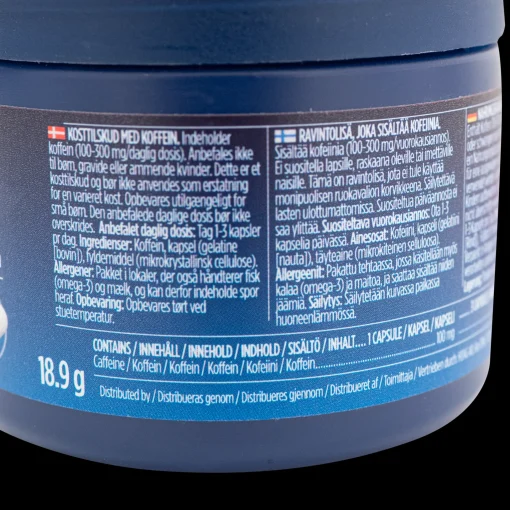 KOSTTILSKUD MED KOFFEIN. Indeholder
koffein (100-300 mg/daglig dosis). Anbefales ikke
til børn, gravide eller ammende kvinder. Dette er et
kosttilskud og bør ikke anvendes som erstatning
for en varieret kost. Opbevares utilgængeligt for
små børn. Den anbefalede daglige dosis bør ikke
overskrides. Anbefalet daglig dosis: Tag 1-3 kapsler
pr dag. Ingredienser: Koffein, kapsel (gelatine
[bovin]), fyldemiddel (mikrokrystallinsk cellulose).
Allergener: Pakket i lokaler, der også håndterer fisk
(omega-3) og mælk, og kan derfor indeholde spor
heraf. Opbevaring: Opbevares tørt ved
stuetemperatur.
RAVINTOLISÄ, JOKA SISÄLTÄÄ KOFEIINIA.
Sisältää kofeiinia (100-300 mg/vuorokausiannos).
Ei suositella lapsille, raskaana oleville tai imettäville
naisille. Tämä on ravintolisä, jota ei tule käyttää
monipuolisen ruokavalion korvikkeena. Säilytettävä
lasten ulottumattomissa. Suositeltua päiväannosta ei
saa ylittää. Suositeltava vuorokausiannos: Ota 1-3
kapselia päivässä. Ainesosat: Kofeiini, kapseli (gelatiini
[nauta]), täyteaine (mikrokiteinen selluloosa).
Allergeenit: Pakattu tehtaassa, jossa käsitellään myös
kalaa (omega-3) ja maitoa, ja saattaa sisältää niiden
jäämiä. Säilytys: Säilytetään kuivassa paikassa
huoneenlämmössä.
CONTAINS / INNEHÅLL / INNEHOLD / INDHOLD / SISÄLTÖ / INHALT.... 1 CAPSULE / KAPSEL / KAPSELI
Caffeine / Koffein / Koffein / Koffein / Kofeiini / Koffein.................... 100 mg
18.9 g
Distributed by / Distribueras genom / Distribueres gjennom / Distribueret af / Toimittaja / Vertrieben durch: